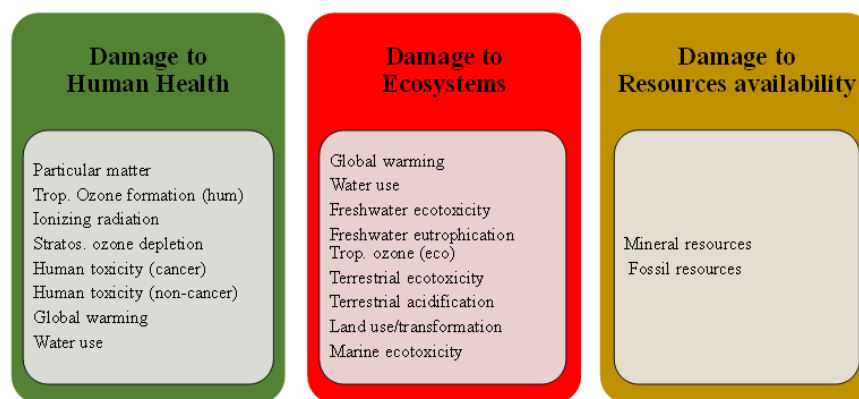 Damage to
Human Health
Particular matter
Trop. Ozone formation (hum)
Ionizing radiation
Stratos. ozone depletion
Human toxicity (cancer)
Human toxicity (non-cancer)
Global warming
Water use
Damage to
Ecosystems
Global warming
Water use
Freshwater ecotoxicity
Freshwater eutrophication
Trop. ozone (eco)
Terrestrial ecotoxicity
Terrestrial acidification
Land use/transformation
Marine ecotoxicity
Damage to
Resources availability
Mineral resources
Fossil resources